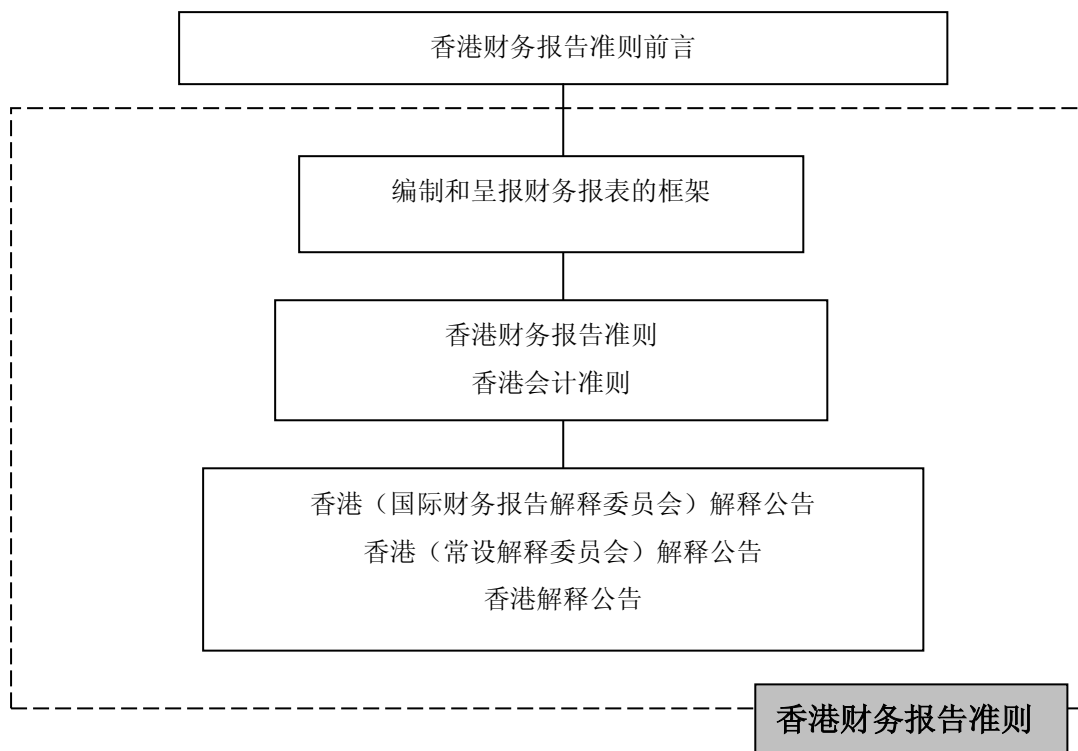 香港财务报告准则前言
编制和呈报财务报表的框架
香港财务报告准则
香港会计准则
香港（国际财务报告解释委员会）解释公告
香港（常设解释委员会）解释公告
香港解释公告
香港财务报告准则